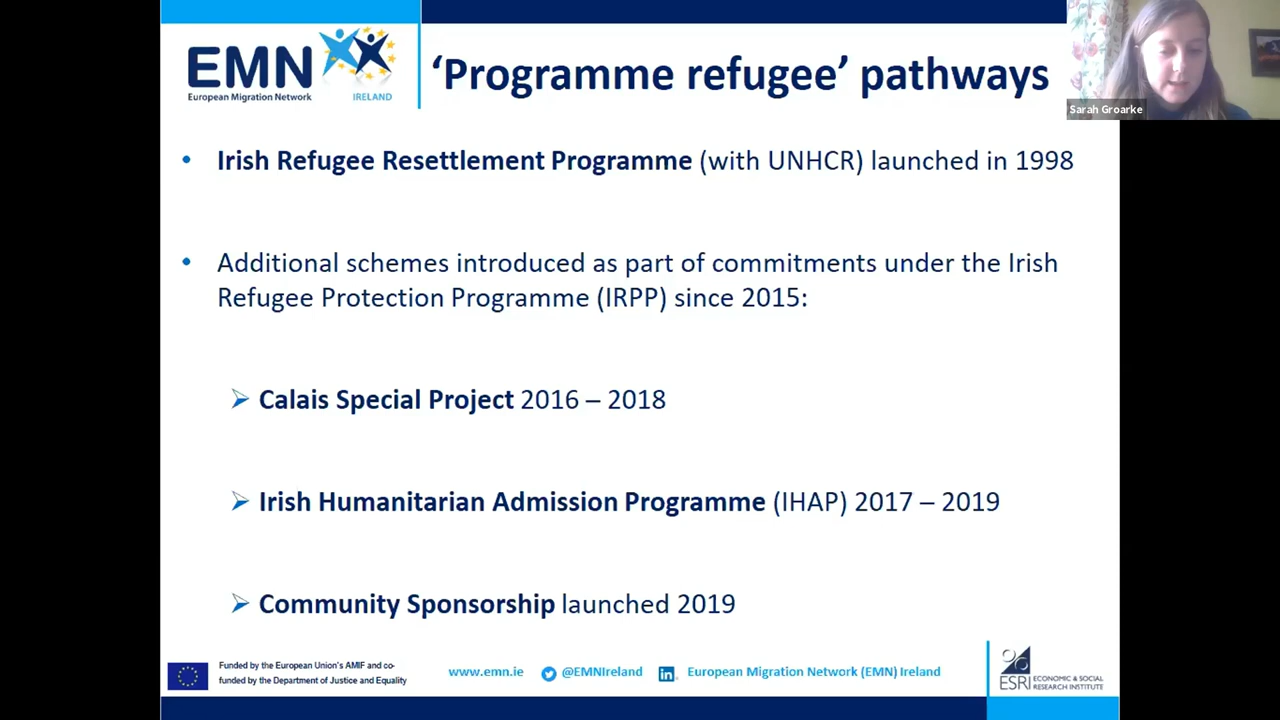 EMN
European Migration Network
IRELAND
‘Programme refugee’ pathways
Sarah Groarke
• Irish Refugee Resettlement Programme (with UNHCR) launched in 1998
• Additional schemes introduced as part of commitments under the Irish
Refugee Protection Programme (IRPP) since 2015:
➢ Calais Special Project 2016 – 2018
➢ Irish Humanitarian Admission Programme (IHAP) 2017 – 2019
➢ Community Sponsorship launched 2019
Funded by the European Union's AMIF and co-
funded by the Department of Justice and Equality
www.emn.ie
@EMNIreland
in
European Migration Network (EMN) Ireland
ESRI ECONOMIC & SOCIAL
RESEARCH INSTITUTE